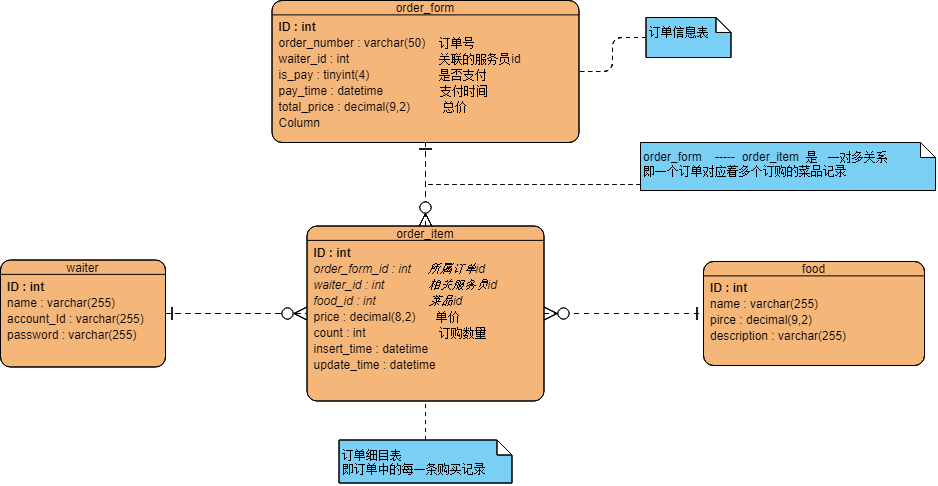 order_form
ID : int
order_number : varchar(50) 订单号
waiter_id : int 关联的服务员id
is_pay : tinyint(4) 是否支付
pay_time : datetime 支付时间
total_price : decimal(9,2) 总价
Column
订单信息表
order_form ----- order_item 是 一对多关系
即一个订单对应着多个订购的菜品记录
order_item
ID : int
order_form_id : int 所属订单id
waiter_id : int 相关服务员id
food_id : int 菜品id
price : decimal(8,2) 单价
count : int 订购数量
insert_time : datetime
update_time : datetime
waiter
ID : int
name : varchar(255)
account_Id : varchar(255)
password : varchar(255)
food
ID : int
name : varchar(255)
pirce : decimal(9,2)
description : varchar(255)
订单细目表
即订单中的每一条购买记录